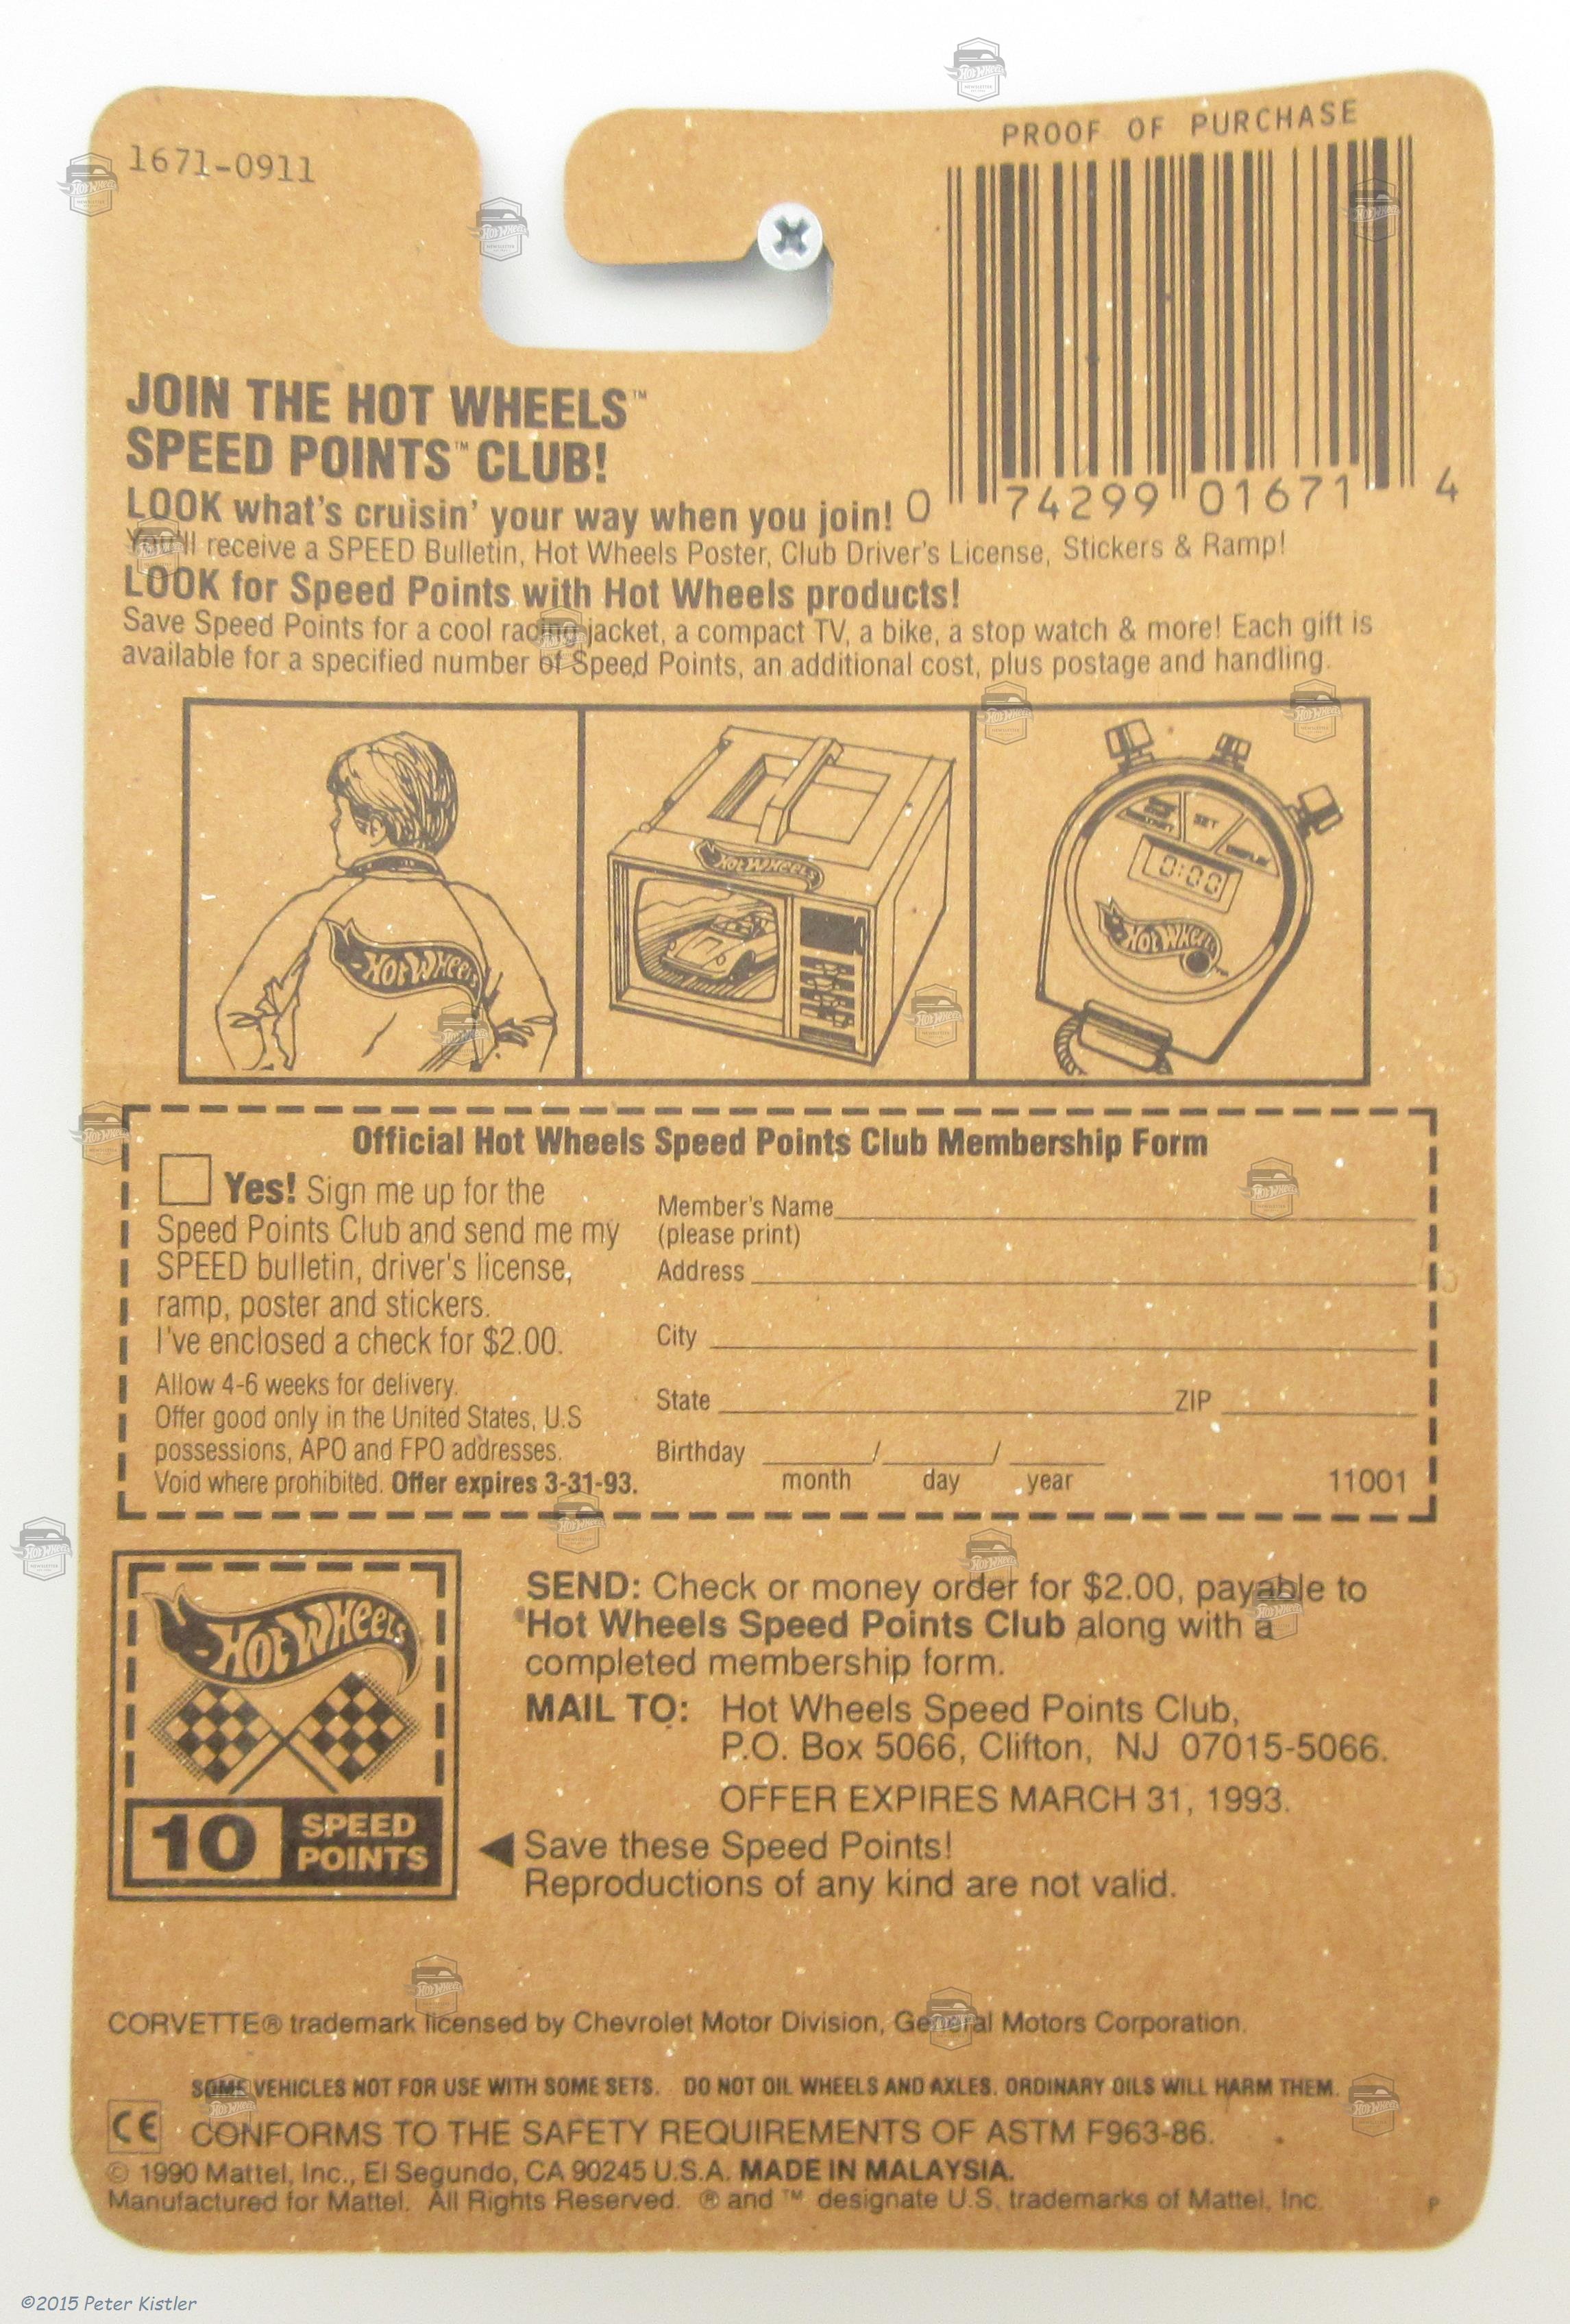 1671-0911
PROOF OF PURCHASE
JOIN THE HOT WHEELS™
SPEED POINTS™ CLUB!
LOOK what's cruisin' your way when you join!
0 74299 01671 4
You'll receive a SPEED Bulletin, Hot Wheels Poster, Club Driver's License, Stickers & Ramp!
LOOK for Speed Points with Hot Wheels products!
Save Speed Points for a cool racing jacket, a compact TV, a bike, a stop watch & more! Each gift is
available for a specified number of Speed Points, an additional cost, plus postage and handling.
HOT WHEELS
HOT WHEELS
SET
0:00
HOT WHEELS
Official Hot Wheels Speed Points Club Membership Form
Yes! Sign me up for the
Speed Points Club and send me my
SPEED bulletin, driver's license,
ramp, poster and stickers.
I've enclosed a check for $2.00.
Allow 4-6 weeks for delivery.
Offer good only in the United States, U.S
possessions, APO and FPO addresses.
Void where prohibited. Offer expires 3-31-93.
Member's Name
(please print)
Address
City
State ZIP
Birthday / /
month day year
11001
HOT WHEELS
10 SPEED
POINTS
SEND: Check or money order for $2.00, payable to
Hot Wheels Speed Points Club along with a
completed membership form.
MAIL TO: Hot Wheels Speed Points Club,
P.O. Box 5066, Clifton, NJ 07015-5066.
OFFER EXPIRES MARCH 31, 1993.
Save these Speed Points!
Reproductions of any kind are not valid.
CORVETTE® trademark licensed by Chevrolet Motor Division, General Motors Corporation.
SOME VEHICLES NOT FOR USE WITH SOME SETS. DO NOT OIL WHEELS AND AXLES. ORDINARY OILS WILL HARM THEM.
CE CONFORMS TO THE SAFETY REQUIREMENTS OF ASTM F963-86.
© 1990 Mattel, Inc., El Segundo, CA 90245 U.S.A. MADE IN MALAYSIA.
Manufactured for Mattel. All Rights Reserved. ® and ™ designate U.S. trademarks of Mattel, Inc.
P
©2015 Peter Kistler